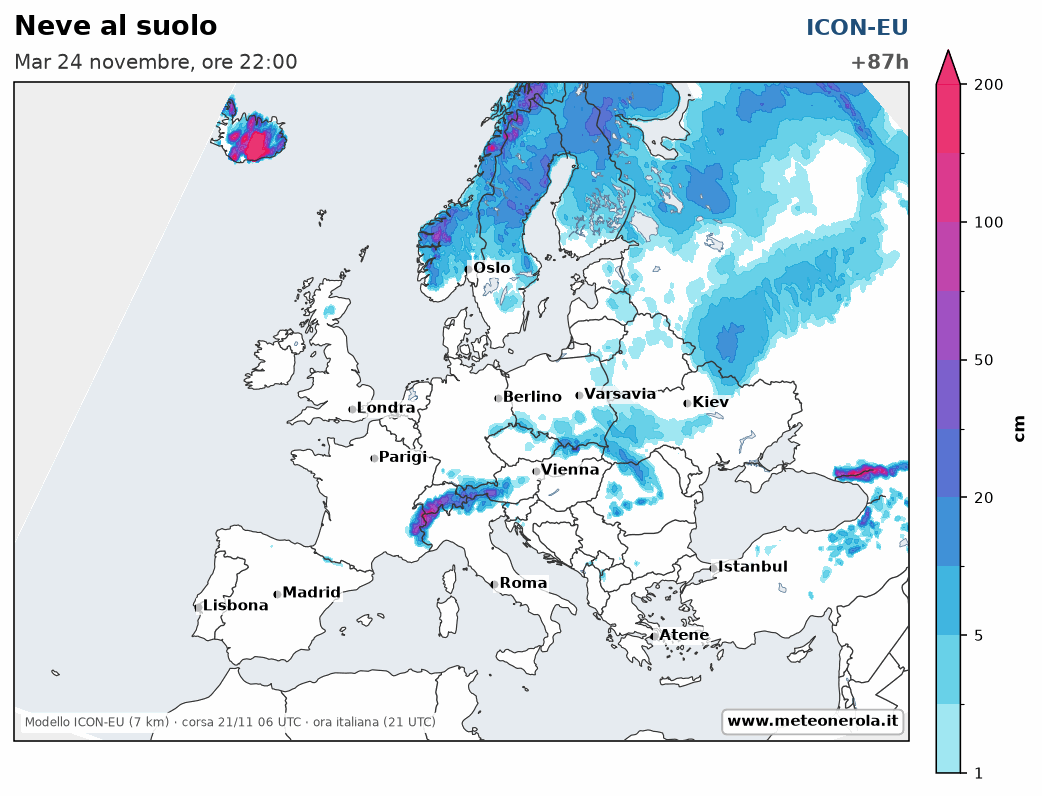 Neve al suolo
ICON-EU
Mar 24 novembre, ore 22:00
+87h
200
100
50
20
5
1
cm
Oslo
Berlino
Varsavia
Kiev
Londra
Parigi
Vienna
Istanbul
Roma
Madrid
Lisbona
Atene
Modello ICON-EU (7 km) · corsa 21/11 06 UTC · ora italiana (21 UTC)
www.meteonerola.it